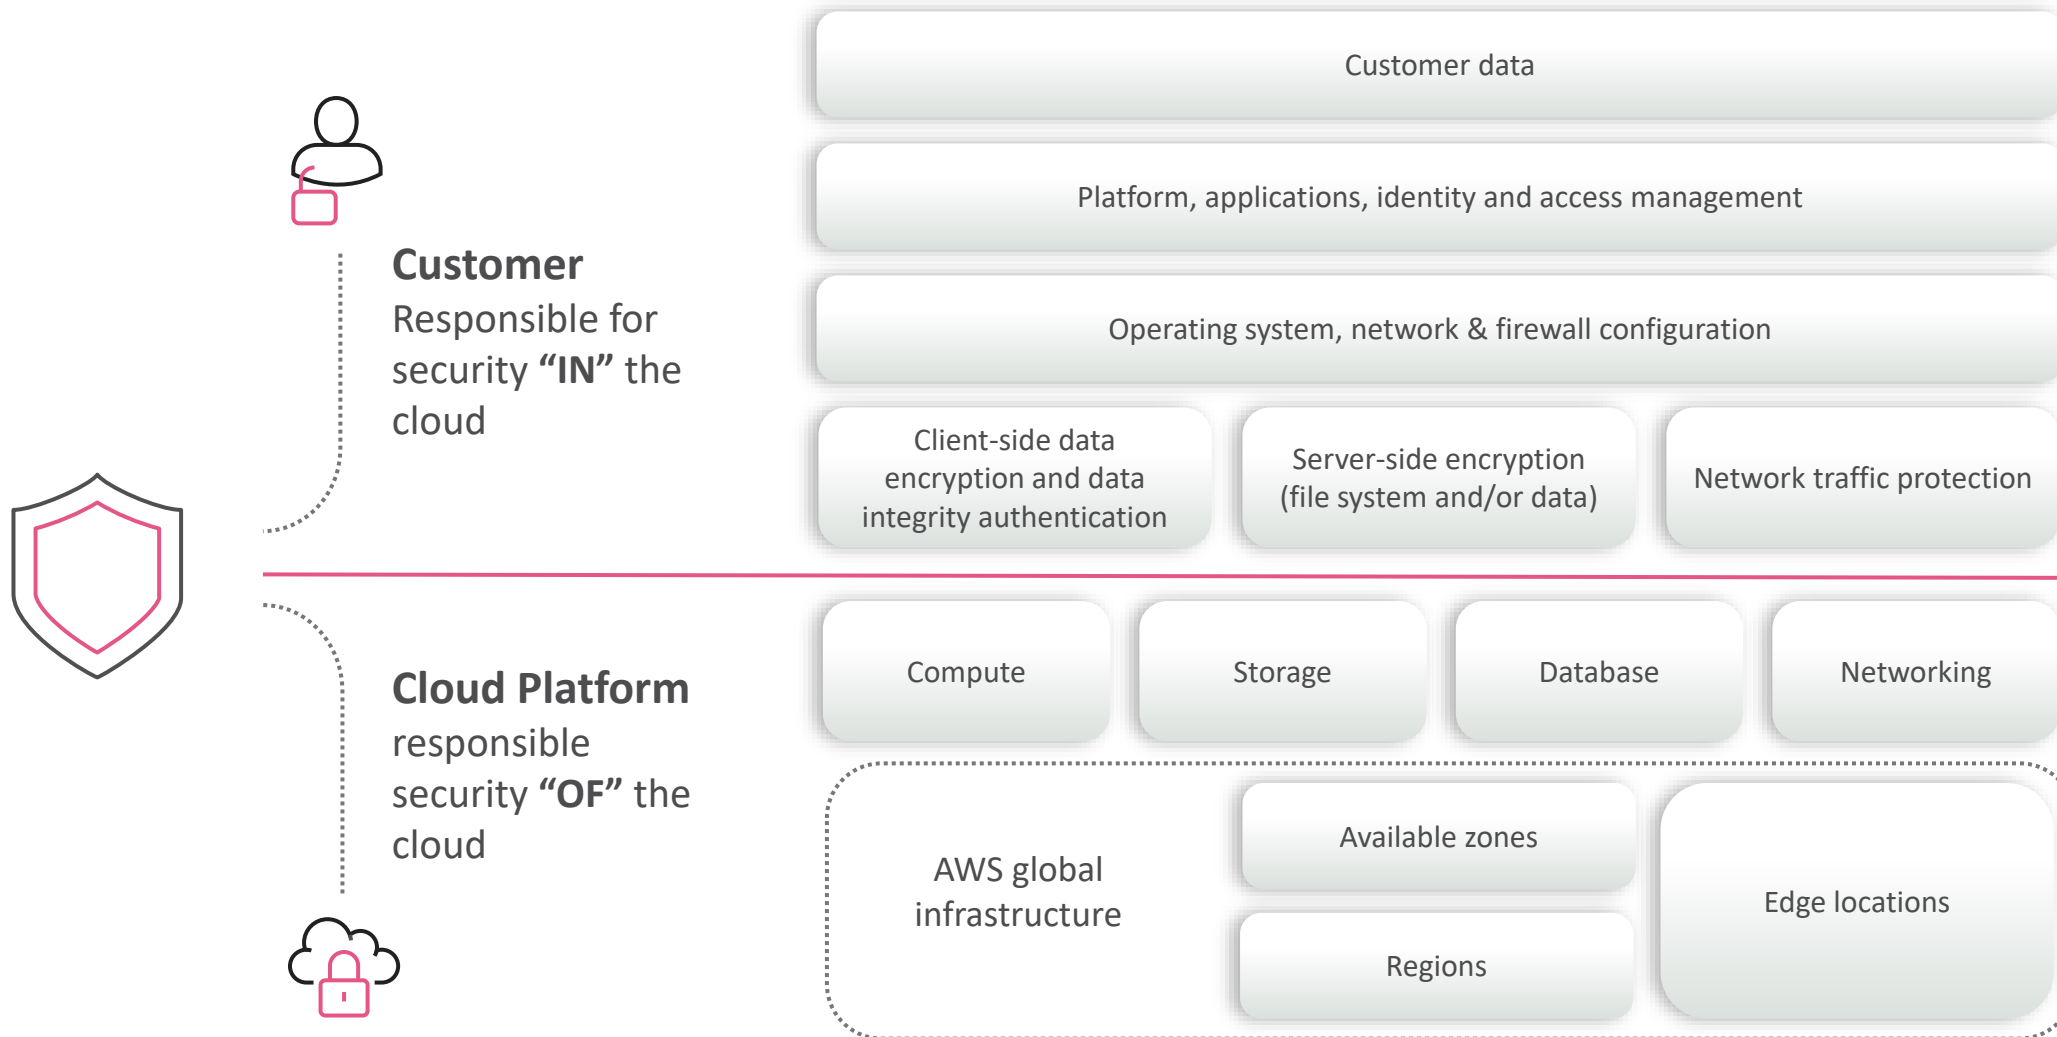 Customer data
Platform, applications, identity and access management
Customer
Responsible for
security “IN” the
cloud
Operating system, network & firewall configuration
Client-side data
encryption and data
integrity authentication
Server-side encryption
(file system and/or data)
Network traffic protection
Cloud Platform
responsible
security “OF” the
cloud
Compute
Storage
Database
Networking
AWS global
infrastructure
Available zones
Regions
Edge locations